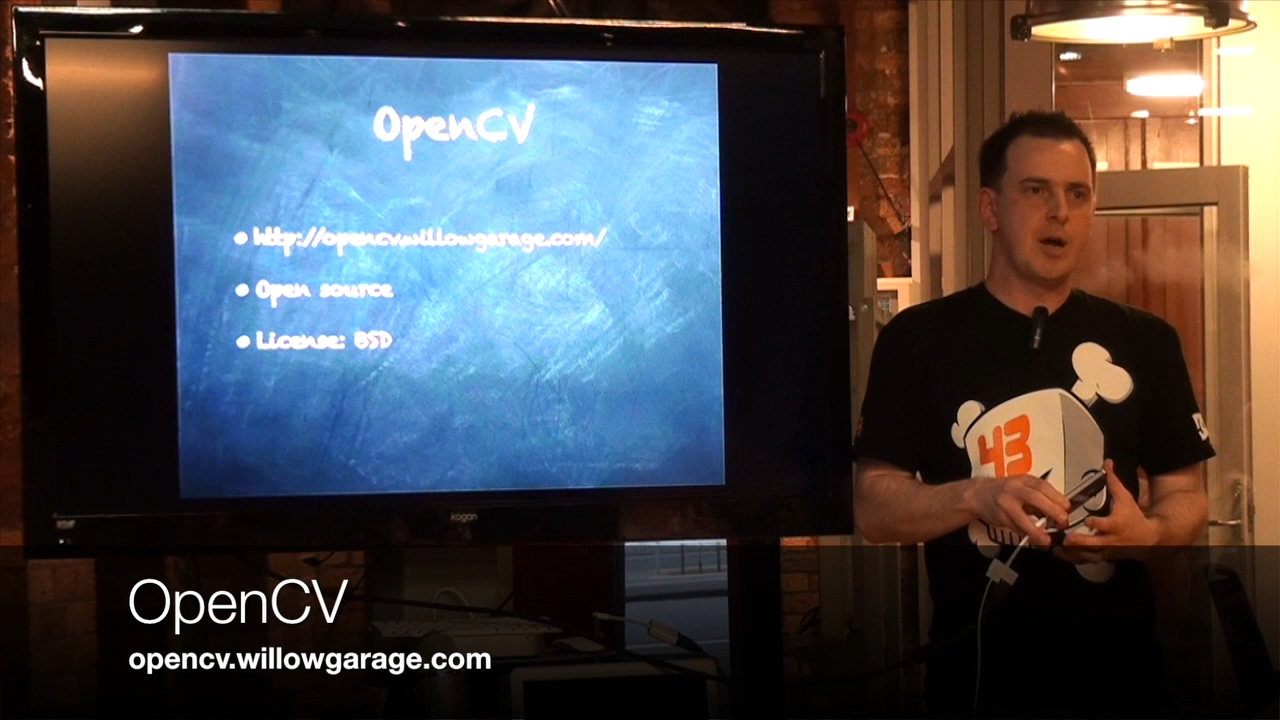 OpenCV
http://opencv.willowgarage.com/
Open source
License: BSD
kogan
43
OpenCV
opencv.willowgarage.com